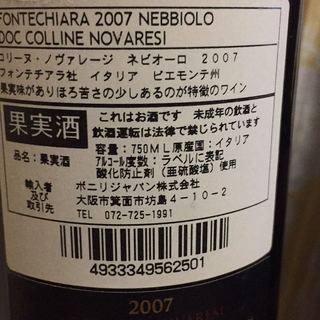 FONTECHIARA 2007 NEBBIOLO
DOC COLLINE NOVARESI
コリーヌ・ノヴァレージ ネビオーロ 2007
フォンテチアラ社 イタリア ピエモンテ州
果実味がありほろ苦さの少しあるのが特徴のワイン
果実酒
これはお酒です 未成年の飲酒と
飲酒運転は法律で禁じられています
品名：果実酒
容量：750ML原産国：イタリア
アルコール度数：ラベルに表記
酸化防止剤（亜硫酸塩）使用
輸入者
及び
取引先
ボニリジャパン株式会社
大阪市箕面市坊島4-10-2
TEL 072-725-1991
4933349562501
2007